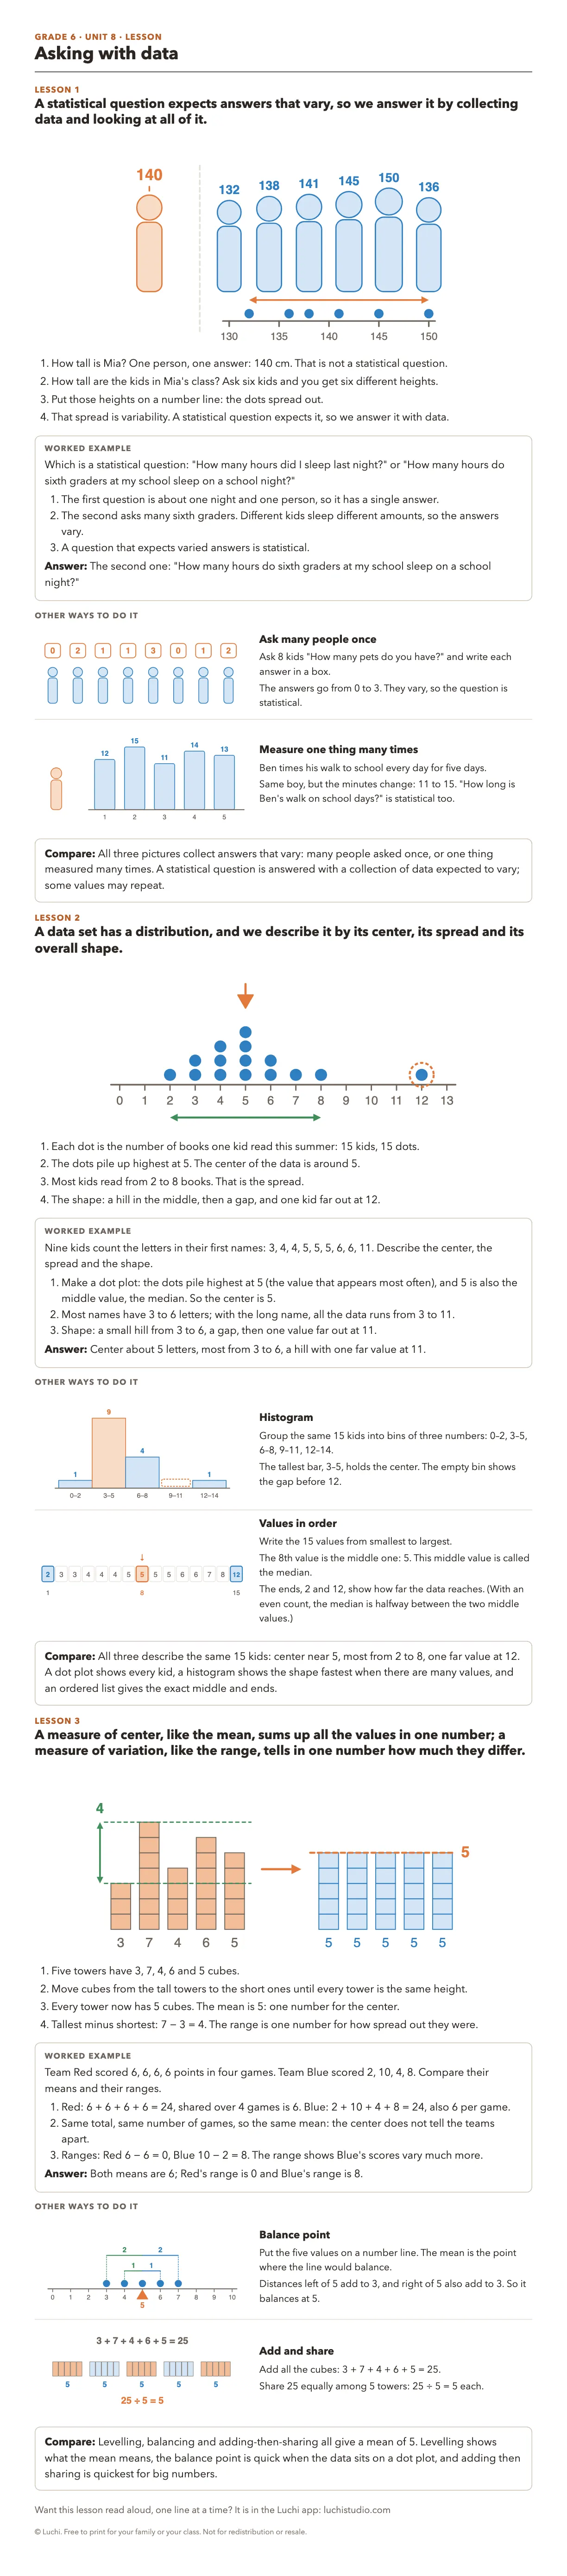 GRADE 6 · UNIT 8 · LESSON
Asking with data
LESSON 1
A statistical question expects answers that vary, so we answer it by collecting
data and looking at all of it.
140
132 138 141 145 150 136
130 135 140 145 150
1. How tall is Mia? One person, one answer: 140 cm. That is not a statistical question.
2. How tall are the kids in Mia's class? Ask six kids and you get six different heights.
3. Put those heights on a number line: the dots spread out.
4. That spread is variability. A statistical question expects it, so we answer it with data.
WORKED EXAMPLE
Which is a statistical question: "How many hours did I sleep last night?" or "How many hours do
sixth graders at my school sleep on a school night?"
1. The first question is about one night and one person, so it has a single answer.
2. The second asks many sixth graders. Different kids sleep different amounts, so the answers
vary.
3. A question that expects varied answers is statistical.
Answer: The second one: "How many hours do sixth graders at my school sleep on a school
night?"
OTHER WAYS TO DO IT
0 2 1 1 3 0 1 2
Ask many people once
Ask 8 kids "How many pets do you have?" and write each
answer in a box.
The answers go from 0 to 3. They vary, so the question is
statistical.
12 15 11 14 13
1 2 3 4 5
Measure one thing many times
Ben times his walk to school every day for five days.
Same boy, but the minutes change: 11 to 15. "How long is
Ben's walk on school days?" is statistical too.
Compare: All three pictures collect answers that vary: many people asked once, or one thing
measured many times. A statistical question is answered with a collection of data expected to vary;
some values may repeat.
LESSON 2
A data set has a distribution, and we describe it by its center, its spread and its
overall shape.
0 1 2 3 4 5 6 7 8 9 10 11 12 13
1. Each dot is the number of books one kid read this summer: 15 kids, 15 dots.
2. The dots pile up highest at 5. The center of the data is around 5.
3. Most kids read from 2 to 8 books. That is the spread.
4. The shape: a hill in the middle, then a gap, and one kid far out at 12.
WORKED EXAMPLE
Nine kids count the letters in their first names: 3, 4, 4, 5, 5, 5, 6, 6, 11. Describe the center, the
spread and the shape.
1. Make a dot plot: the dots pile highest at 5 (the value that appears most often), and 5 is also the
middle value, the median. So the center is 5.
2. Most names have 3 to 6 letters; with the long name, all the data runs from 3 to 11.
3. Shape: a small hill from 3 to 6, a gap, then one value far out at 11.
Answer: Center about 5 letters, most from 3 to 6, a hill with one far value at 11.
OTHER WAYS TO DO IT
1 9 4 1
0–2 3–5 6–8 9–11 12–14
Histogram
Group the same 15 kids into bins of three numbers: 0–2, 3–5,
6–8, 9–11, 12–14.
The tallest bar, 3–5, holds the center. The empty bin shows
the gap before 12.
↓
2 3 3 4 4 4 5 5 5 5 6 6 7 8 12
1 8 15
Values in order
Write the 15 values from smallest to largest.
The 8th value is the middle one: 5. This middle value is called
the median.
The ends, 2 and 12, show how far the data reaches. (With an
even count, the median is halfway between the two middle
values.)
Compare: All three describe the same 15 kids: center near 5, most from 2 to 8, one far value at 12.
A dot plot shows every kid, a histogram shows the shape fastest when there are many values, and
an ordered list gives the exact middle and ends.
LESSON 3
A measure of center, like the mean, sums up all the values in one number; a
measure of variation, like the range, tells in one number how much they differ.
4
5
3 7 4 6 5 5 5 5 5 5
1. Five towers have 3, 7, 4, 6 and 5 cubes.
2. Move cubes from the tall towers to the short ones until every tower is the same height.
3. Every tower now has 5 cubes. The mean is 5: one number for the center.
4. Tallest minus shortest: 7 − 3 = 4. The range is one number for how spread out they were.
WORKED EXAMPLE
Team Red scored 6, 6, 6, 6 points in four games. Team Blue scored 2, 10, 4, 8. Compare their
means and their ranges.
1. Red: 6 + 6 + 6 + 6 = 24, shared over 4 games is 6. Blue: 2 + 10 + 4 + 8 = 24, also 6 per game.
2. Same total, same number of games, so the same mean: the center does not tell the teams
apart.
3. Ranges: Red 6 − 6 = 0, Blue 10 − 2 = 8. The range shows Blue's scores vary much more.
Answer: Both means are 6; Red's range is 0 and Blue's range is 8.
OTHER WAYS TO DO IT
2 2
1 1
0 1 2 3 4 5 6 7 8 9 10
5
Balance point
Put the five values on a number line. The mean is the point
where the line would balance.
Distances left of 5 add to 3, and right of 5 also add to 3. So it
balances at 5.
3 + 7 + 4 + 6 + 5 = 25
5 5 5 5 5
25 ÷ 5 = 5
Add and share
Add all the cubes: 3 + 7 + 4 + 6 + 5 = 25.
Share 25 equally among 5 towers: 25 ÷ 5 = 5 each.
Compare: Levelling, balancing and adding-then-sharing all give a mean of 5. Levelling shows
what the mean means, the balance point is quick when the data sits on a dot plot, and adding then
sharing is quickest for big numbers.
Want this lesson read aloud, one line at a time? It is in the Luchi app: luchistudio.com
© Luchi. Free to print for your family or your class. Not for redistribution or resale.